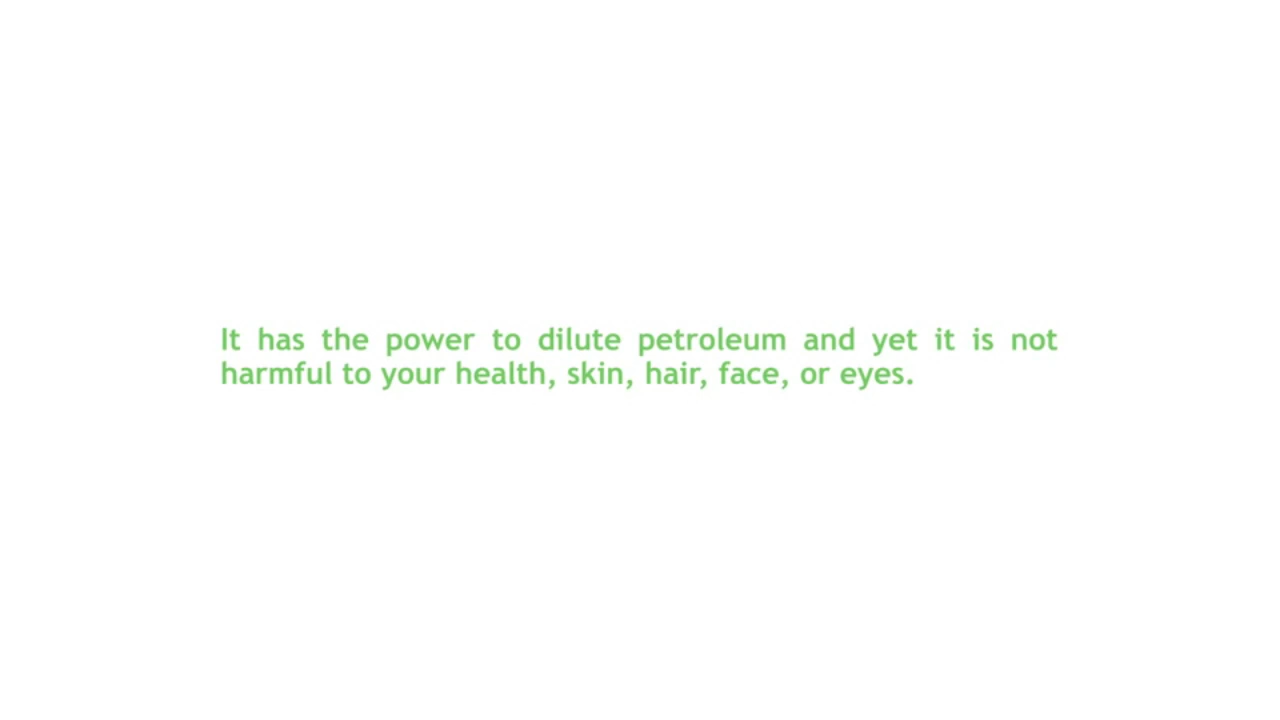 It has the power to dilute petroleum and yet it is not
harmful to your health, skin, hair, face, or eyes.